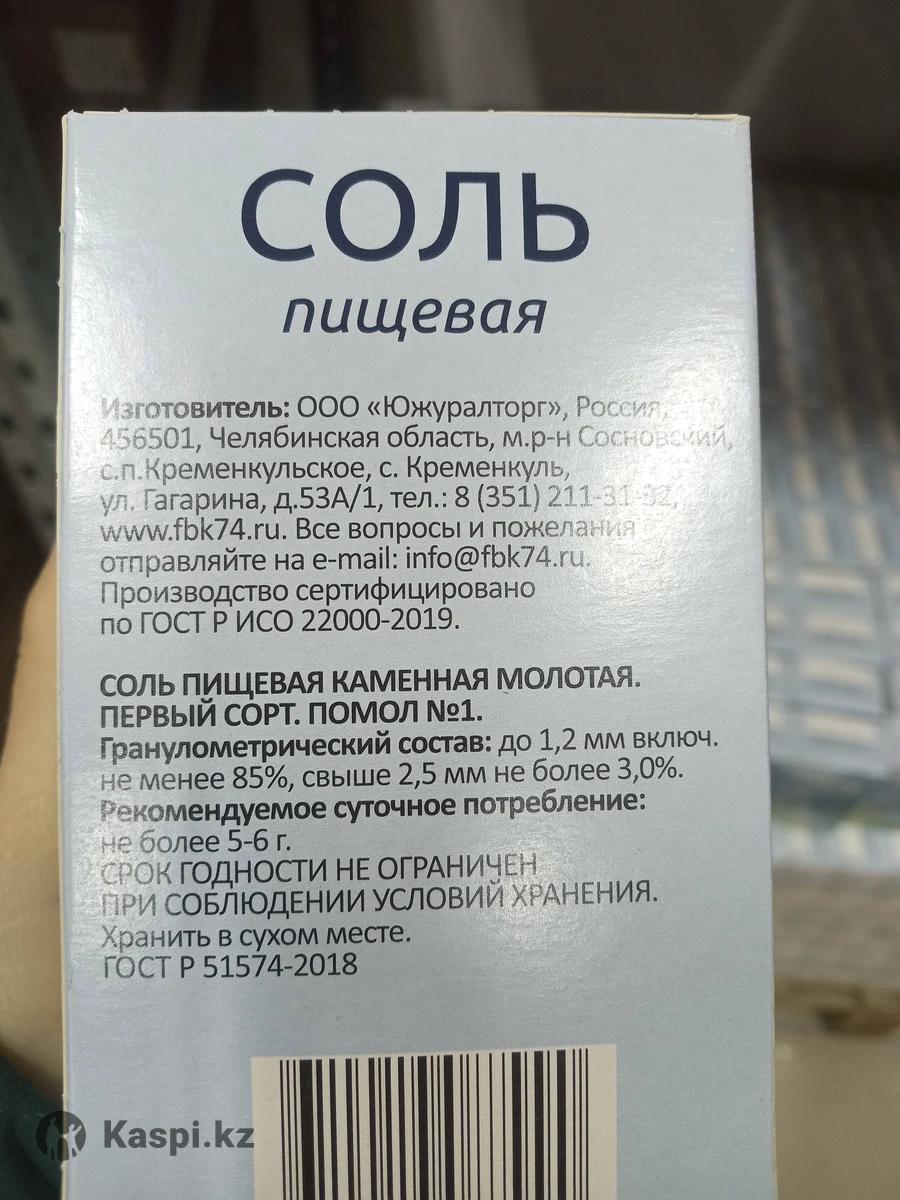 СОЛЬ
пищевая
Изготовитель: ООО «Южуралторг», Россия,
456501, Челябинская область, м.р-н Сосновский,
с.п.Кременкульское, с. Кременкуль,
ул. Гагарина, д.53А/1, тел.: 8 (351) 211-31-32,
www.fbk74.ru. Все вопросы и пожелания
отправляйте на e-mail: info@fbk74.ru.
Производство сертифицировано
по ГОСТ Р ИСО 22000-2019.
СОЛЬ ПИЩЕВАЯ КАМЕННАЯ МОЛОТАЯ.
ПЕРВЫЙ СОРТ. ПОМОЛ №1.
Гранулометрический состав: до 1,2 мм включ.
не менее 85%, свыше 2,5 мм не более 3,0%.
Рекомендуемое суточное потребление:
не более 5-6 г.
СРОК ГОДНОСТИ НЕ ОГРАНИЧЕН
ПРИ СОБЛЮДЕНИИ УСЛОВИЙ ХРАНЕНИЯ.
Хранить в сухом месте.
ГОСТ Р 51574-2018
Kaspi.kz